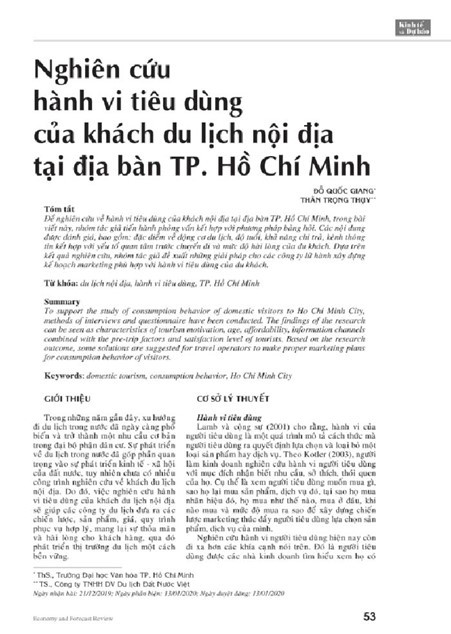 Kinh tế
và Dự báo
Nghiên cứu
hành vi tiêu dùng
của khách du lịch nội địa
tại địa bàn TP. Hồ Chí Minh
ĐỖ QUỐC GIANG*
THÂN TRỌNG THỤY**
Tóm tắt
Để nghiên cứu về hành vi tiêu dùng của khách nội địa tại địa bàn TP. Hồ Chí Minh, trong bài
viết này, nhóm tác giả tiến hành phỏng vấn kết hợp với phương pháp bảng hỏi. Các nội dung
được đánh giá, bao gồm: đặc điểm về động cơ du lịch, độ tuổi, khả năng chi trả, kênh thông
tin kết hợp với yếu tố quan tâm trước chuyến đi và mức độ hài lòng của du khách. Dựa trên
kết quả nghiên cứu, nhóm tác giả đề xuất những giải pháp cho các công ty lữ hành xây dựng
kế hoạch marketing phù hợp với hành vi tiêu dùng của du khách.
Từ khóa: du lịch nội địa, hành vi tiêu dùng, TP. Hồ Chí Minh
Summary
To support the study of consumption behavior of domestic visitors to Ho Chi Minh City,
methods of interviews and questionnaire have been conducted. The findings of the research
can be seen as characteristics of tourism motivation, age, affordability, information channels
combined with the pre-trip factors and satisfaction level of tourists. Based on the research
outcome, some solutions are suggested for travel operators to make proper marketing plans
for consumption behavior of visitors.
Keywords: domestic tourism, consumption behavior, Ho Chi Minh City
GIỚI THIỆU
Trong những năm gần đây, xu hướng
đi du lịch trong nước đã ngày càng phổ
biến và trở thành một nhu cầu cơ bản
trong đại bộ phận dân cư. Sự phát triển
về du lịch trong nước đã góp phần quan
trọng vào sự phát triển kinh tế - xã hội
của đất nước, tuy nhiên chưa có nhiều
công trình nghiên cứu về khách du lịch
nội địa. Do đó, việc nghiên cứu hành
vi tiêu dùng của khách du lịch nội địa
sẽ giúp các công ty du lịch đưa ra các
chiến lược, sản phẩm, giá, quy trình
phục vụ hợp lý, mang lại sự thỏa mãn
và hài lòng cho khách hàng, qua đó
phát triển thị trường du lịch một cách
bền vững.
CƠ SỞ LÝ THUYẾT
Hành vi tiêu dùng
Lamb và cộng sự (2001) cho rằng, hành vi của
người tiêu dùng là một quá trình mô tả cách thức mà
người tiêu dùng ra quyết định lựa chọn và loại bỏ một
loại sản phẩm hay dịch vụ. Theo Kotler (2003), người
làm kinh doanh nghiên cứu hành vi người tiêu dùng
với mục đích nhận biết nhu cầu, sở thích, thói quen
của họ. Cụ thể là xem người tiêu dùng muốn mua gì,
sao họ lại mua sản phẩm, dịch vụ đó, tại sao họ mua
nhãn hiệu đó, họ mua như thế nào, mua ở đâu, khi
nào mua và mức độ mua ra sao để xây dựng chiến
lược marketing thúc đẩy người tiêu dùng lựa chọn sản
phẩm, dịch vụ của mình.
Nghiên cứu hành vi người tiêu dùng hiện nay còn
đi xa hơn các khía cạnh nói trên. Đó là người tiêu
dùng có được các nhà kinh doanh tìm hiểu xem họ có
* ThS., Trường Đại học Văn hóa TP. Hồ Chí Minh
** TS., Công ty TNHH DV Du lịch Đất Nước Việt
Ngày nhận bài: 21/12/2019; Ngày phản biện: 13/01/2020; Ngày duyệt đăng: 15/01/2020
Economy and Forecast Review
53